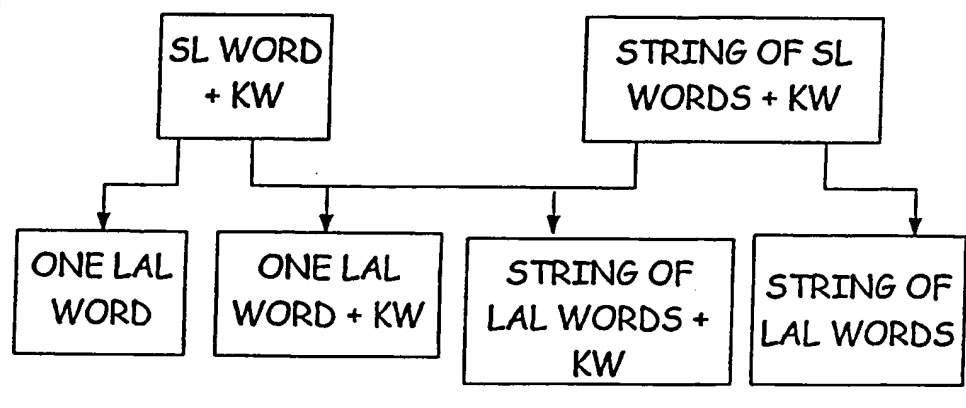 SL WORD
+ KW
STRING OF SL
WORDS + KW
ONE LAL
WORD
ONE LAL
WORD + KW
STRING OF
LAL WORDS +
KW
STRING OF
LAL WORDS